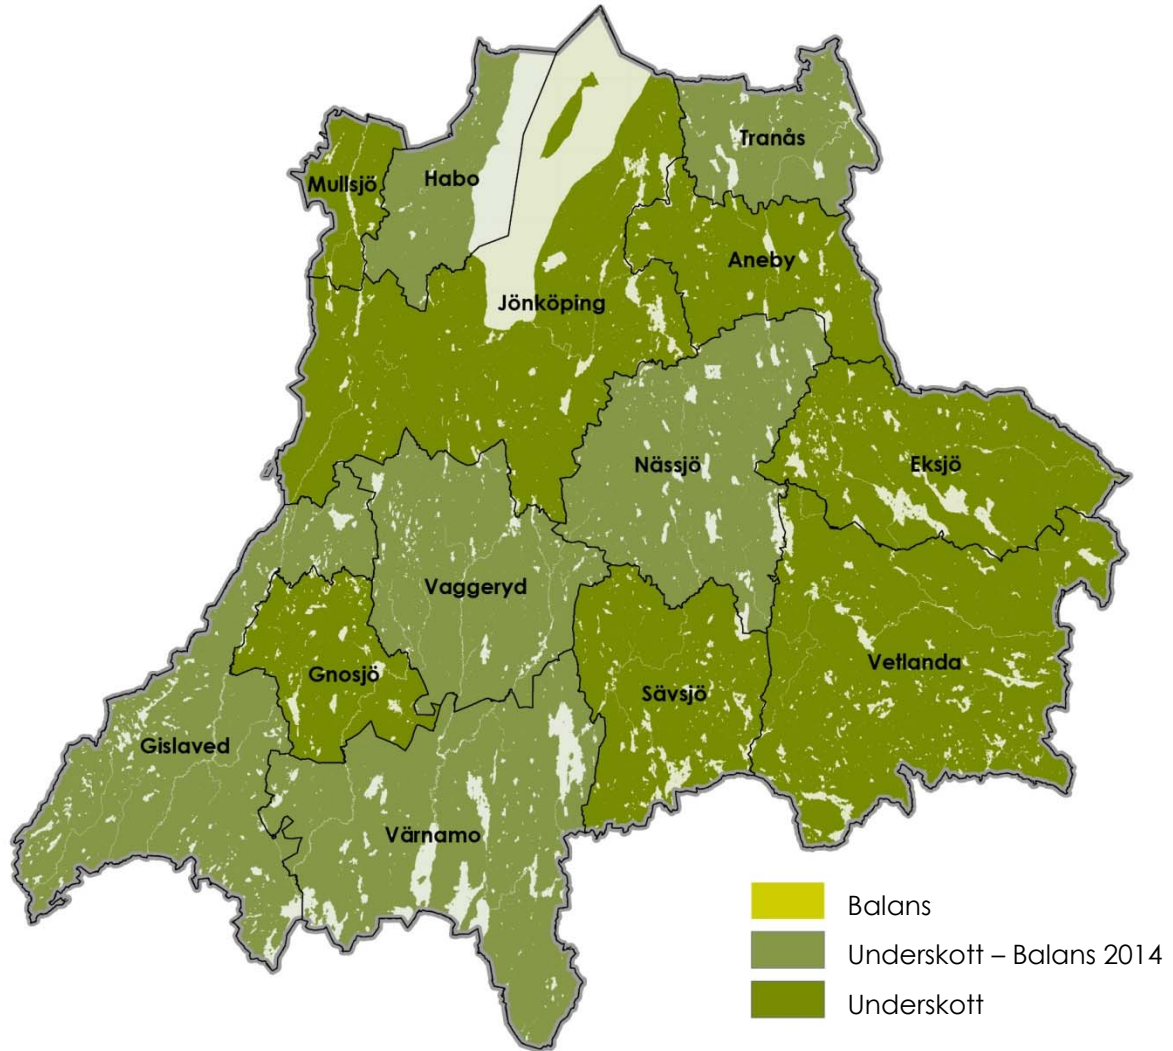 Tranås
Habo
Mullsjö
Aneby
Jönköping
Nässjö
Eksjö
Vaggeryd
Vetlanda
Gnosjö
Sävsjö
Gislaved
Värnamo
Balans
Underskott – Balans 2014
Underskott